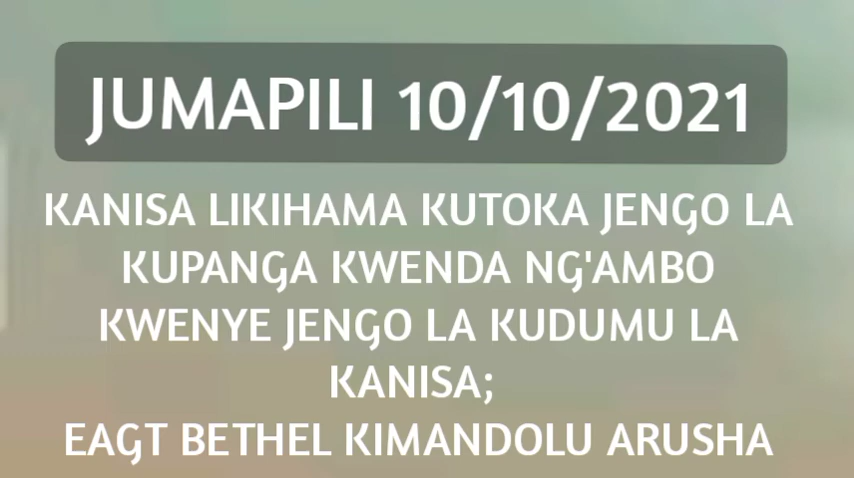 JUMAPILI 10/10/2021
KANISA LIKIHAMA KUTOKA JENGO LA
KUPANGA KWENDA NG'AMBO
KWENYE JENGO LA KUDUMU LA
KANISA;
EAGT BETHEL KIMANDOLU ARUSHA